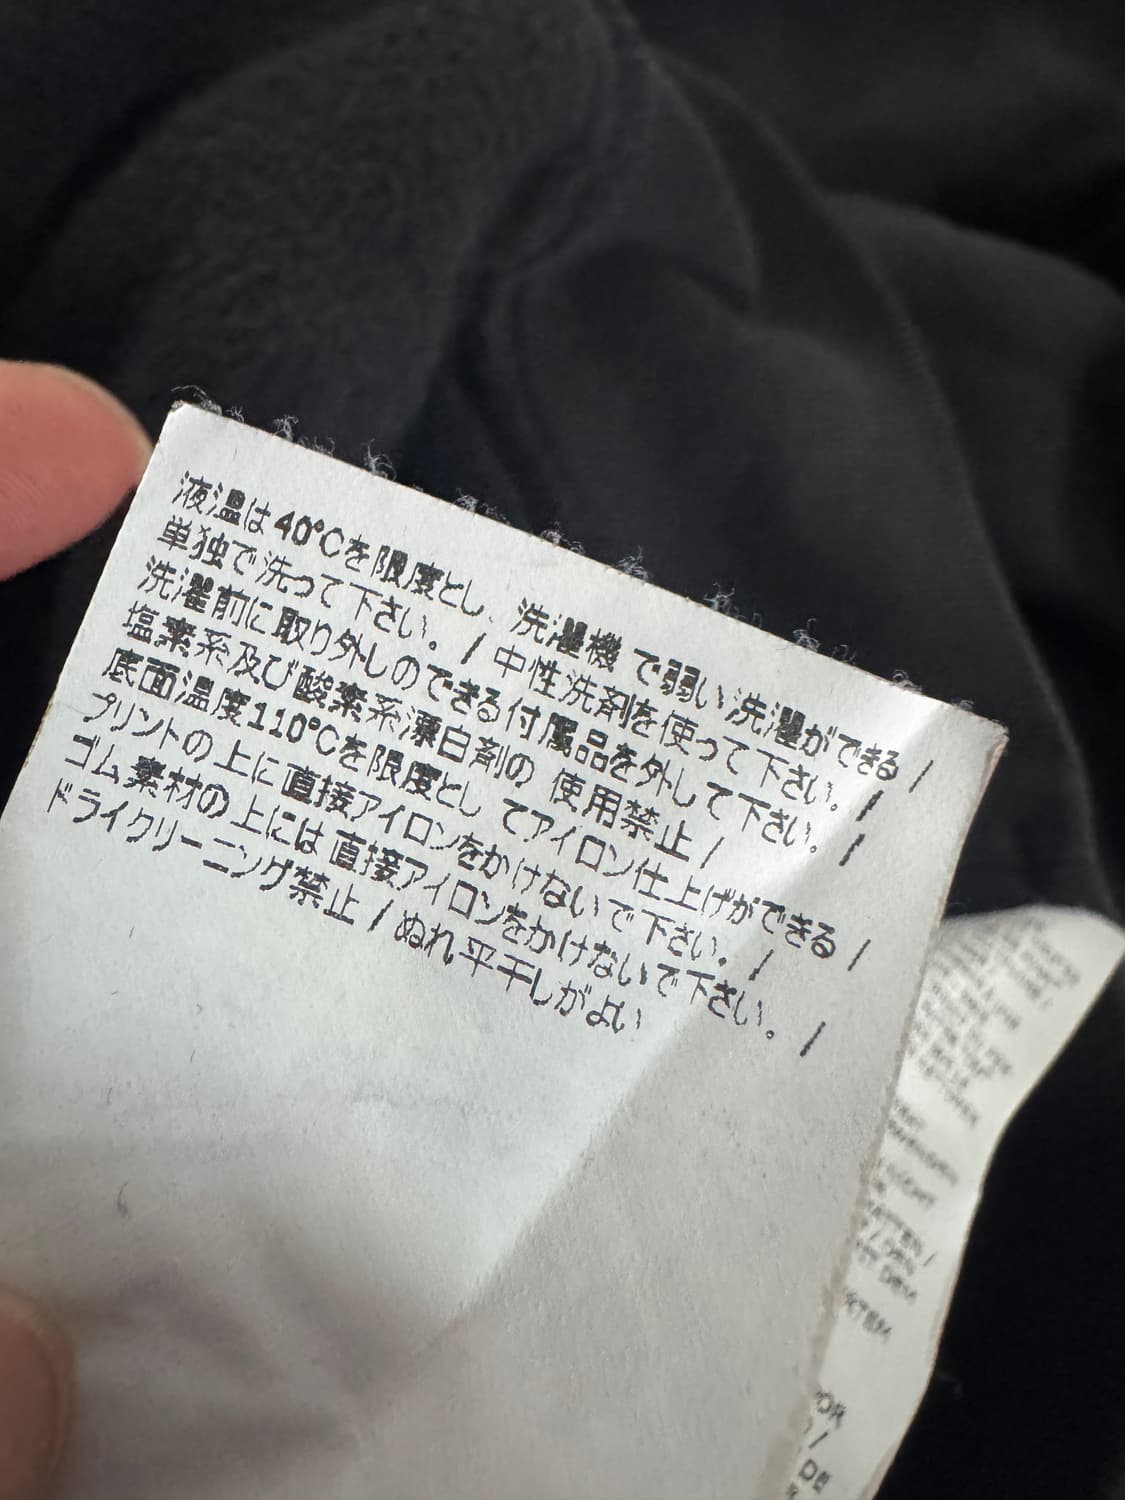 液温は40℃を限度とし、洗濯機 で弱い洗濯ができる /
単独で洗って下さい。 / 中性洗剤を使って下さい。 /
洗濯前に取り外しのできる付属品を外して下さい。 /
塩素系及び酸素系漂白剤の 使用禁止 /
底面温度110℃を限度とし てアイロン仕上げができる /
プリントの上に直接アイロンをかけないで下さい。 /
ゴム素材の上には直接アイロンをかけないで下さい。 /
ドライクリーニング禁止 / ぬれ平干しがよい